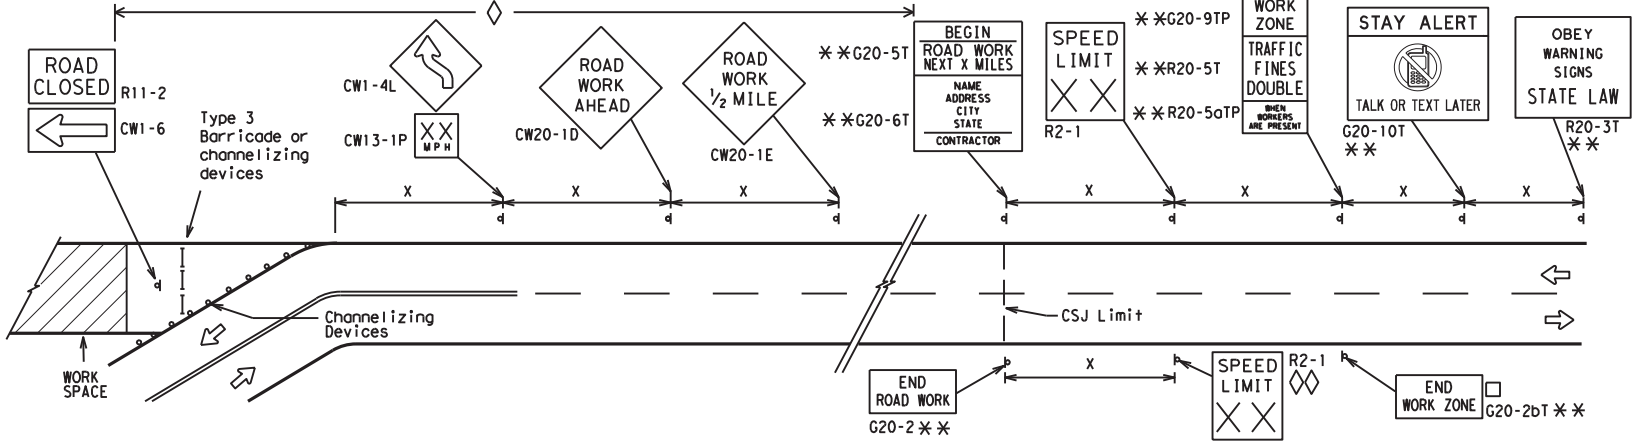 ROAD
CLOSED
R11-2
CW1-6
Type 3
Barricade or
channelizing
devices
CW1-4L
XX
MPH
CW13-1P
ROAD
WORK
AHEAD
CW20-1D
ROAD
WORK
1/2 MILE
CW20-1E
**G20-5T
BEGIN
ROAD WORK
NEXT X MILES
**G20-6T
NAME
ADDRESS
CITY
STATE
CONTRACTOR
SPEED
LIMIT
X X
R2-1
**G20-9TP
WORK
ZONE
**R20-5T
TRAFFIC
FINES
DOUBLE
**R20-5aTP
WHEN
WORKERS
ARE PRESENT
STAY ALERT
TALK OR TEXT LATER
G20-10T
**
OBEY
WARNING
SIGNS
STATE LAW
R20-3T
**
X
X
X
X
X
X
X
Channelizing
Devices
CSJ Limit
WORK
SPACE
END
ROAD WORK
G20-2 **
X
SPEED
LIMIT
X X
R2-1
END
WORK ZONE
G20-2bT **